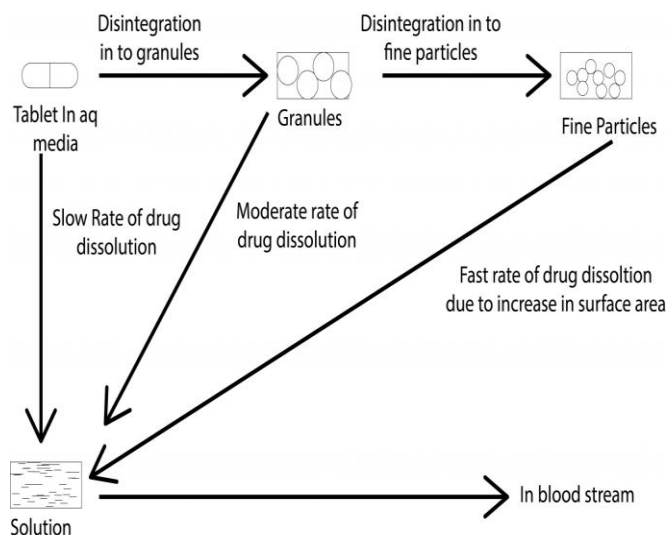 Disintegration
in to granules
Disintegration in to
fine particles
Tablet In aq
media
Granules
Fine Particles
Slow Rate of drug
dissolution
Moderate rate of
drug dissolution
Fast rate of drug dissoltion
due to increase in surface area
Solution
In blood stream